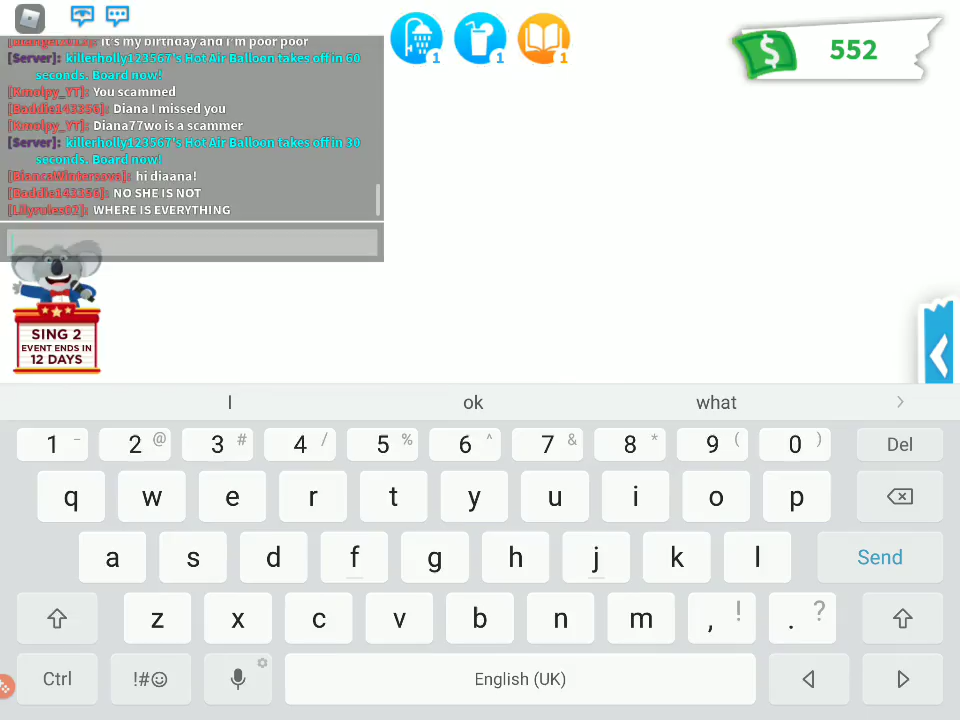 it's my birthday and i'm poor poor
[Server]: killerholly123567's Hot Air Balloon takes off in 60
seconds. Board now!
[Kmolpy_YT]: You scammed
[Baddie143356]: Diana I missed you
[Kmolpy_YT]: Diana77wo is a scammer
[Server]: killerholly123567's Hot Air Balloon takes off in 30
seconds. Board now!
[BiancaWintersova]: hi diaana!
[Baddie143356]: NO SHE IS NOT
[Lilyrules02]: WHERE IS EVERYTHING
1 1 1
$ 552
SING 2
EVENT ENDS IN
12 DAYS
I ok what >
1 _ 2 @ 3 # 4 / 5 % 6 ^ 7 & 8 * 9 ( 0 ) Del
q w e r t y u i o p
a s d f g h j k l Send
z x c v b n m , ! . ?
Ctrl !#☺ English (UK)